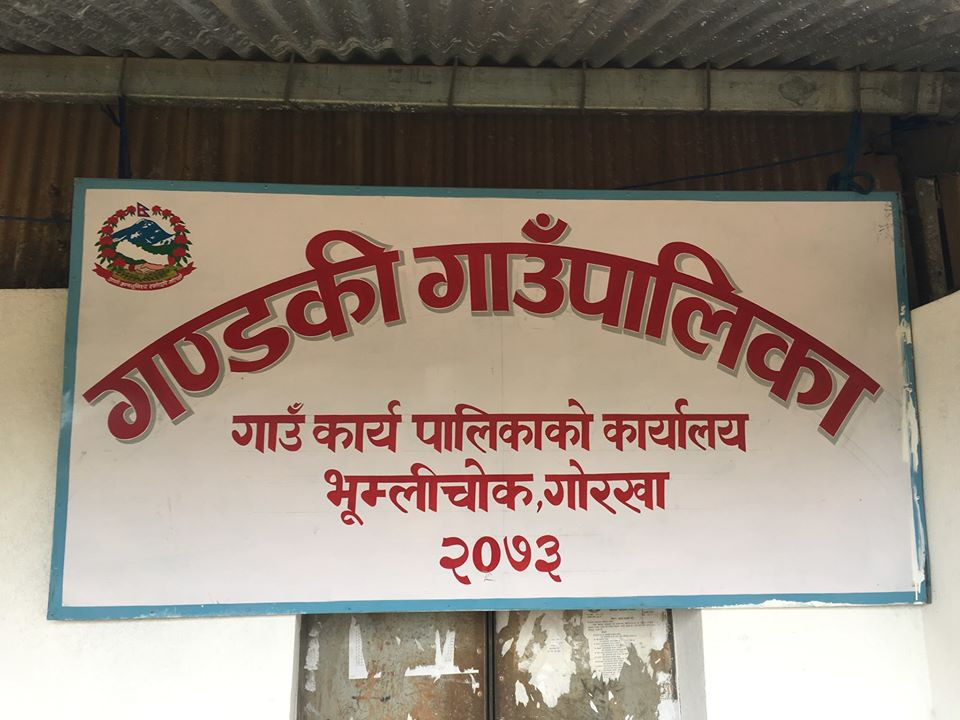 गण्डकी गाउँपालिका
गाउँ कार्य पालिकाको कार्यालय
भूम्लीचोक, गोरखा
२०७३